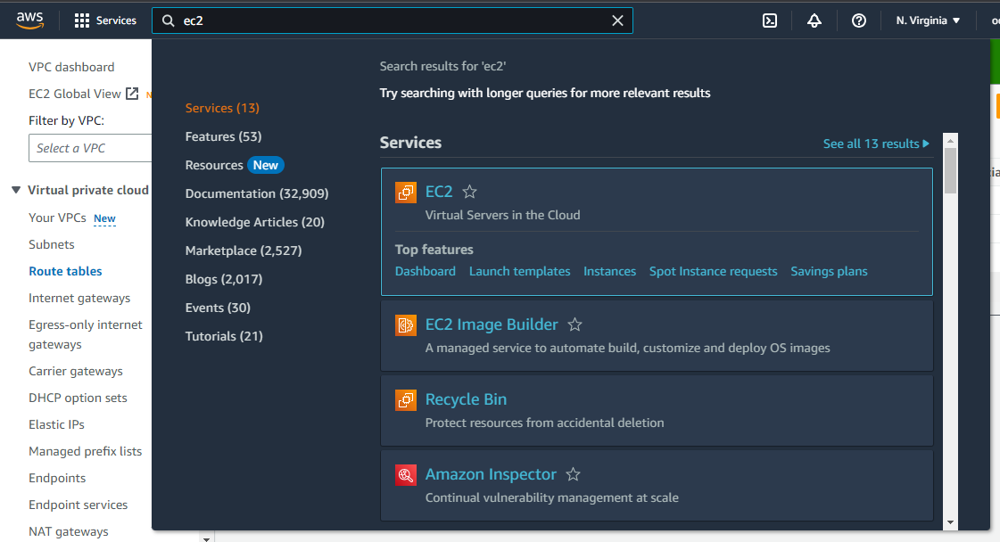 aws
Services
ec2
N. Virginia
VPC dashboard
EC2 Global View
Filter by VPC:
Select a VPC
Virtual private cloud
Your VPCs New
Subnets
Route tables
Internet gateways
Egress-only internet
gateways
Carrier gateways
DHCP option sets
Elastic IPs
Managed prefix lists
Endpoints
Endpoint services
NAT gateways
Services (13)
Features (53)
Resources New
Documentation (32,909)
Knowledge Articles (20)
Marketplace (2,527)
Blogs (2,017)
Events (30)
Tutorials (21)
Search results for 'ec2'
Try searching with longer queries for more relevant results
Services
See all 13 results
EC2
Virtual Servers in the Cloud
Top features
Dashboard Launch templates Instances Spot Instance requests Savings plans
EC2 Image Builder
A managed service to automate build, customize and deploy OS images
Recycle Bin
Protect resources from accidental deletion
Amazon Inspector
Continual vulnerability management at scale